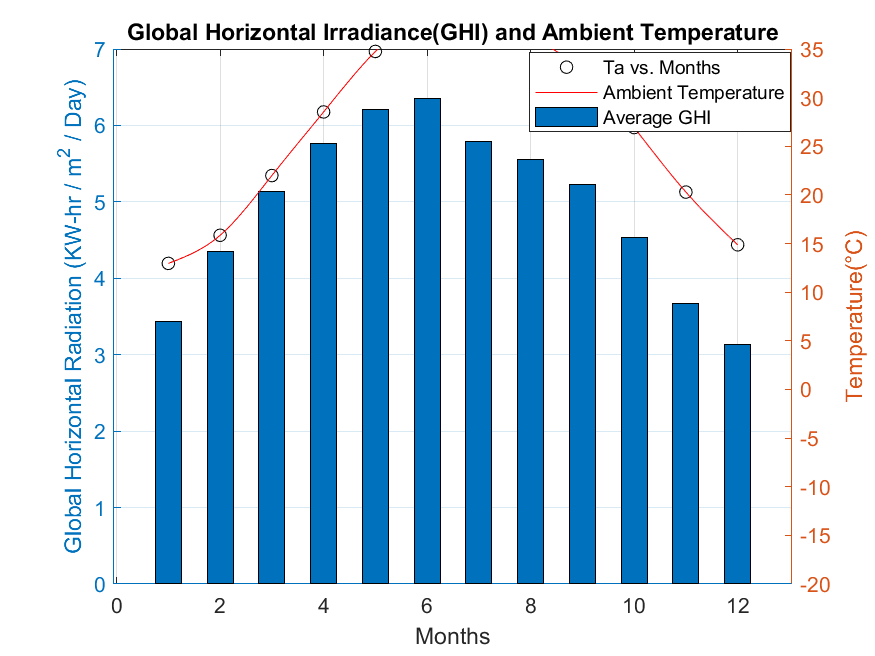 Global Horizontal Irradiance(GHI) and Ambient Temperature
Global Horizontal Radiation (KW-hr / m² / Day)
7
6
5
4
3
2
1
0
Ta vs. Months
Ambient Temperature
Average GHI
35
30
25
20
15
10
5
0
-5
-10
-15
-20
Temperature(°C)
0 2 4 6 8 10 12
Months